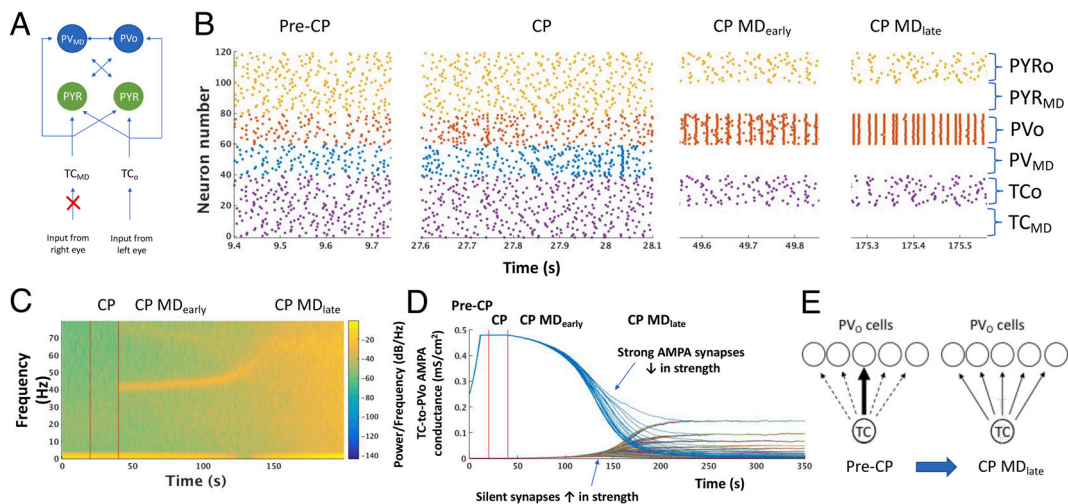 A
PV_MD
PVo
PYR
PYR
TC_MD
TC_o
Input from
right eye
Input from
left eye
B
Pre-CP
CP
CP MD_early
CP MD_late
Neuron number
120
100
80
60
40
20
0
9.4
9.5
9.6
9.7
27.6
27.7
27.8
27.9
28
28.1
49.6
49.7
49.8
175.3
175.4
175.5
Time (s)
PYRo
PYR_MD
PVo
PV_MD
TCo
TC_MD
C
CP
CP MD_early
CP MD_late
Frequency
(Hz)
60
40
20
0
0
50
100
150
Time (s)
-20
-40
-60
-80
-100
-120
-140
Power/Frequency (dB/Hz)
D
Pre-CP
CP
CP MD_early
CP MD_late
TC-to-PVo AMPA
conductance (mS/cm²)
0.5
0.4
0.3
0.2
0.1
0
Strong AMPA synapses
↓ in strength
0
50
100
150
200
250
300
350
Time (s)
Silent synapses ↑ in strength
E
PV_O cells
PV_O cells
TC
TC
Pre-CP
CP MD_late